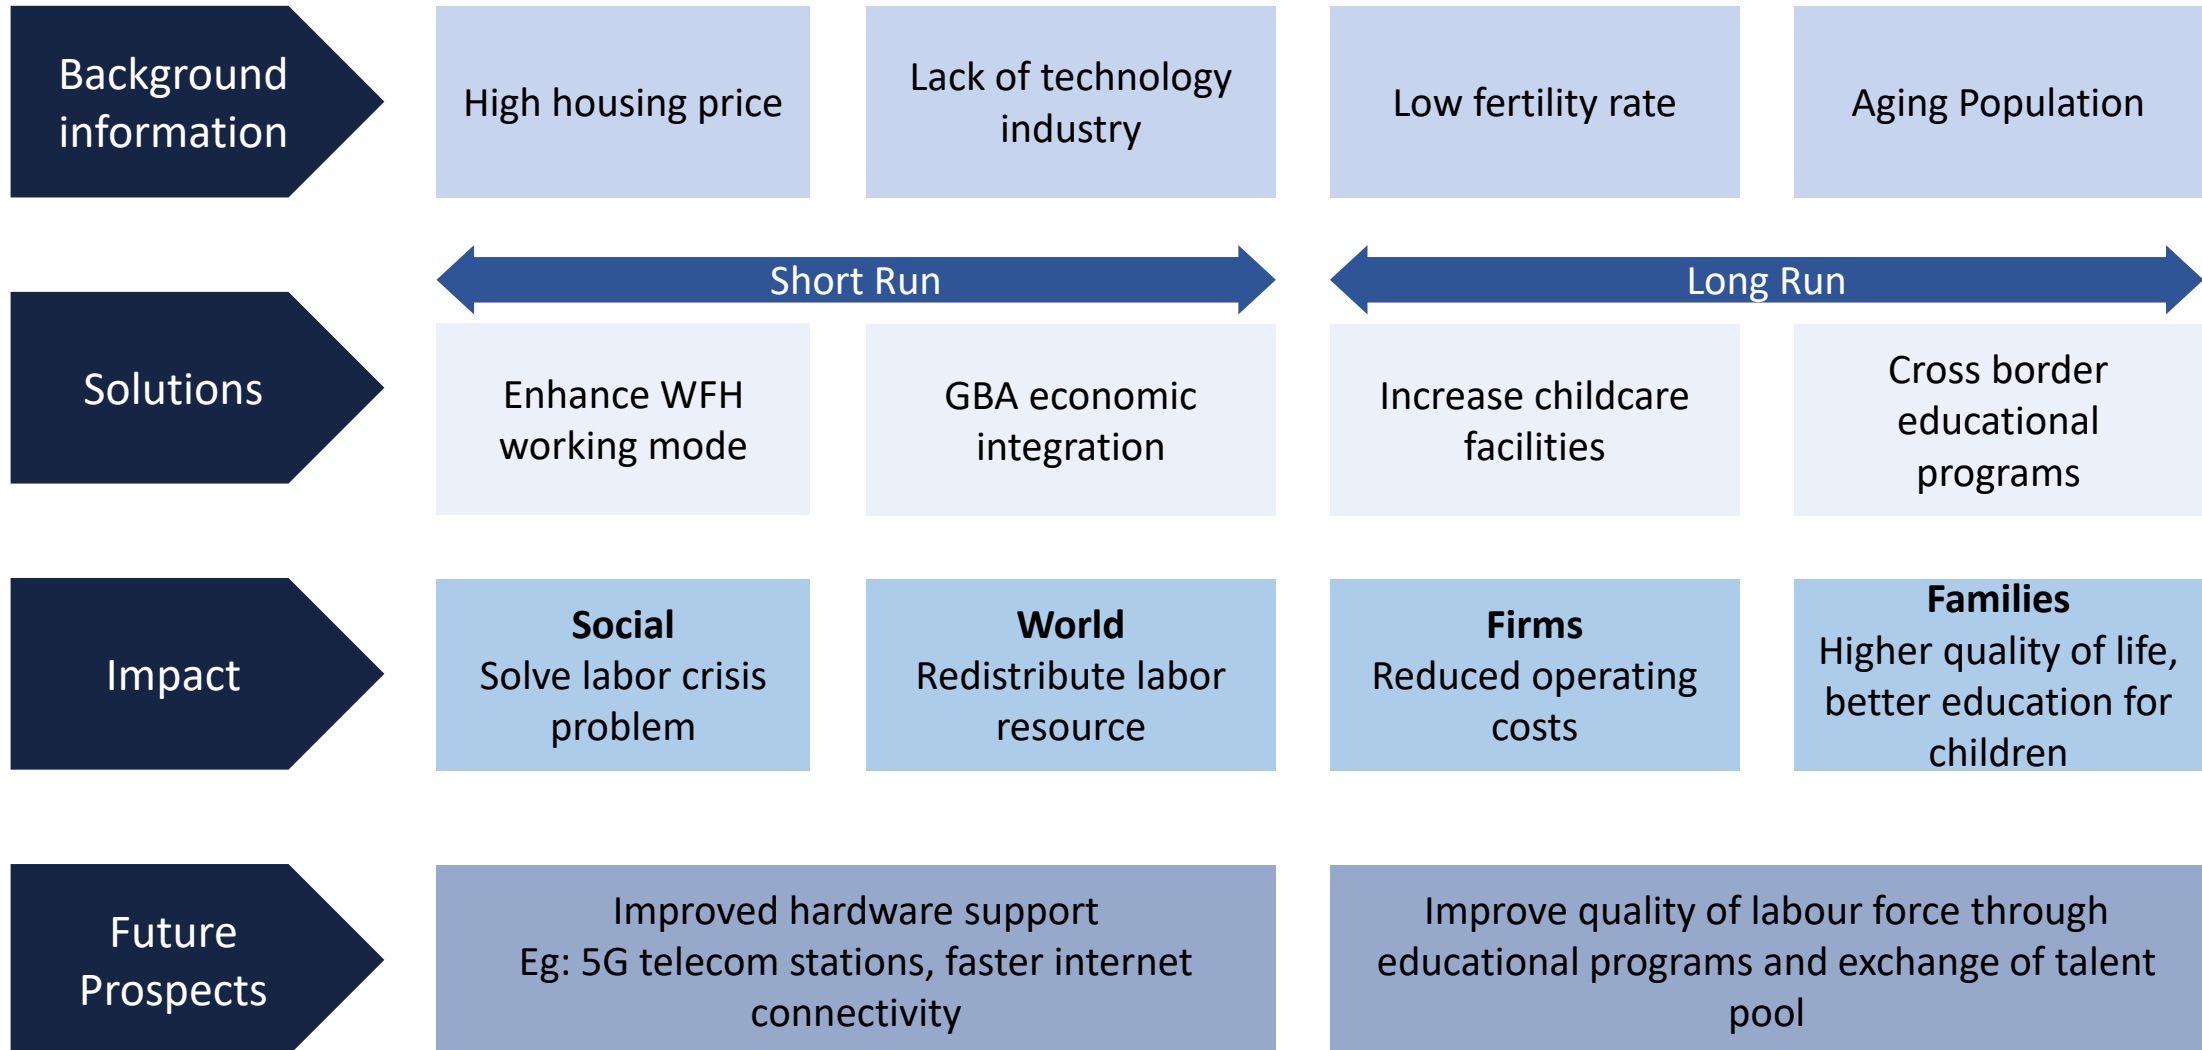 Background
information
High housing price
Lack of technology
industry
Low fertility rate
Aging Population
Short Run
Long Run
Solutions
Enhance WFH
working mode
GBA economic
integration
Increase childcare
facilities
Cross border
educational
programs
Impact
Social
Solve labor crisis
problem
World
Redistribute labor
resource
Firms
Reduced operating
costs
Families
Higher quality of life,
better education for
children
Future
Prospects
Improved hardware support
Eg: 5G telecom stations, faster internet
connectivity
Improve quality of labour force through
educational programs and exchange of talent
pool